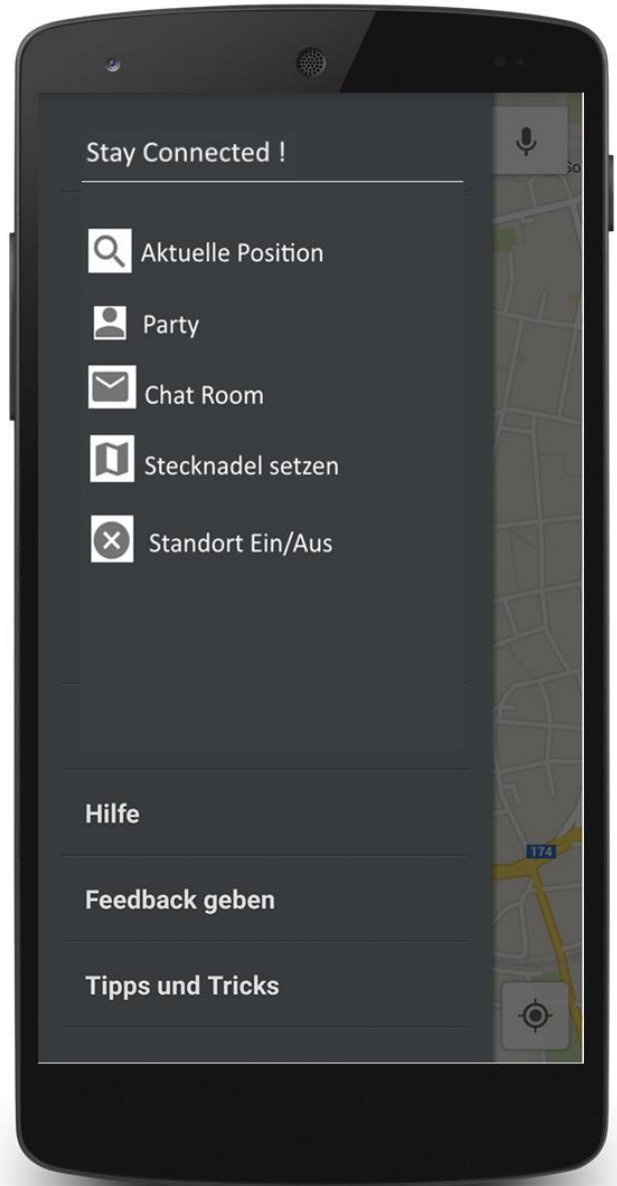 Stay Connected !
So
Aktuelle Position
Party
Chat Room
Stecknadel setzen
Standort Ein/Aus
Hilfe
174
Feedback geben
Tipps und Tricks